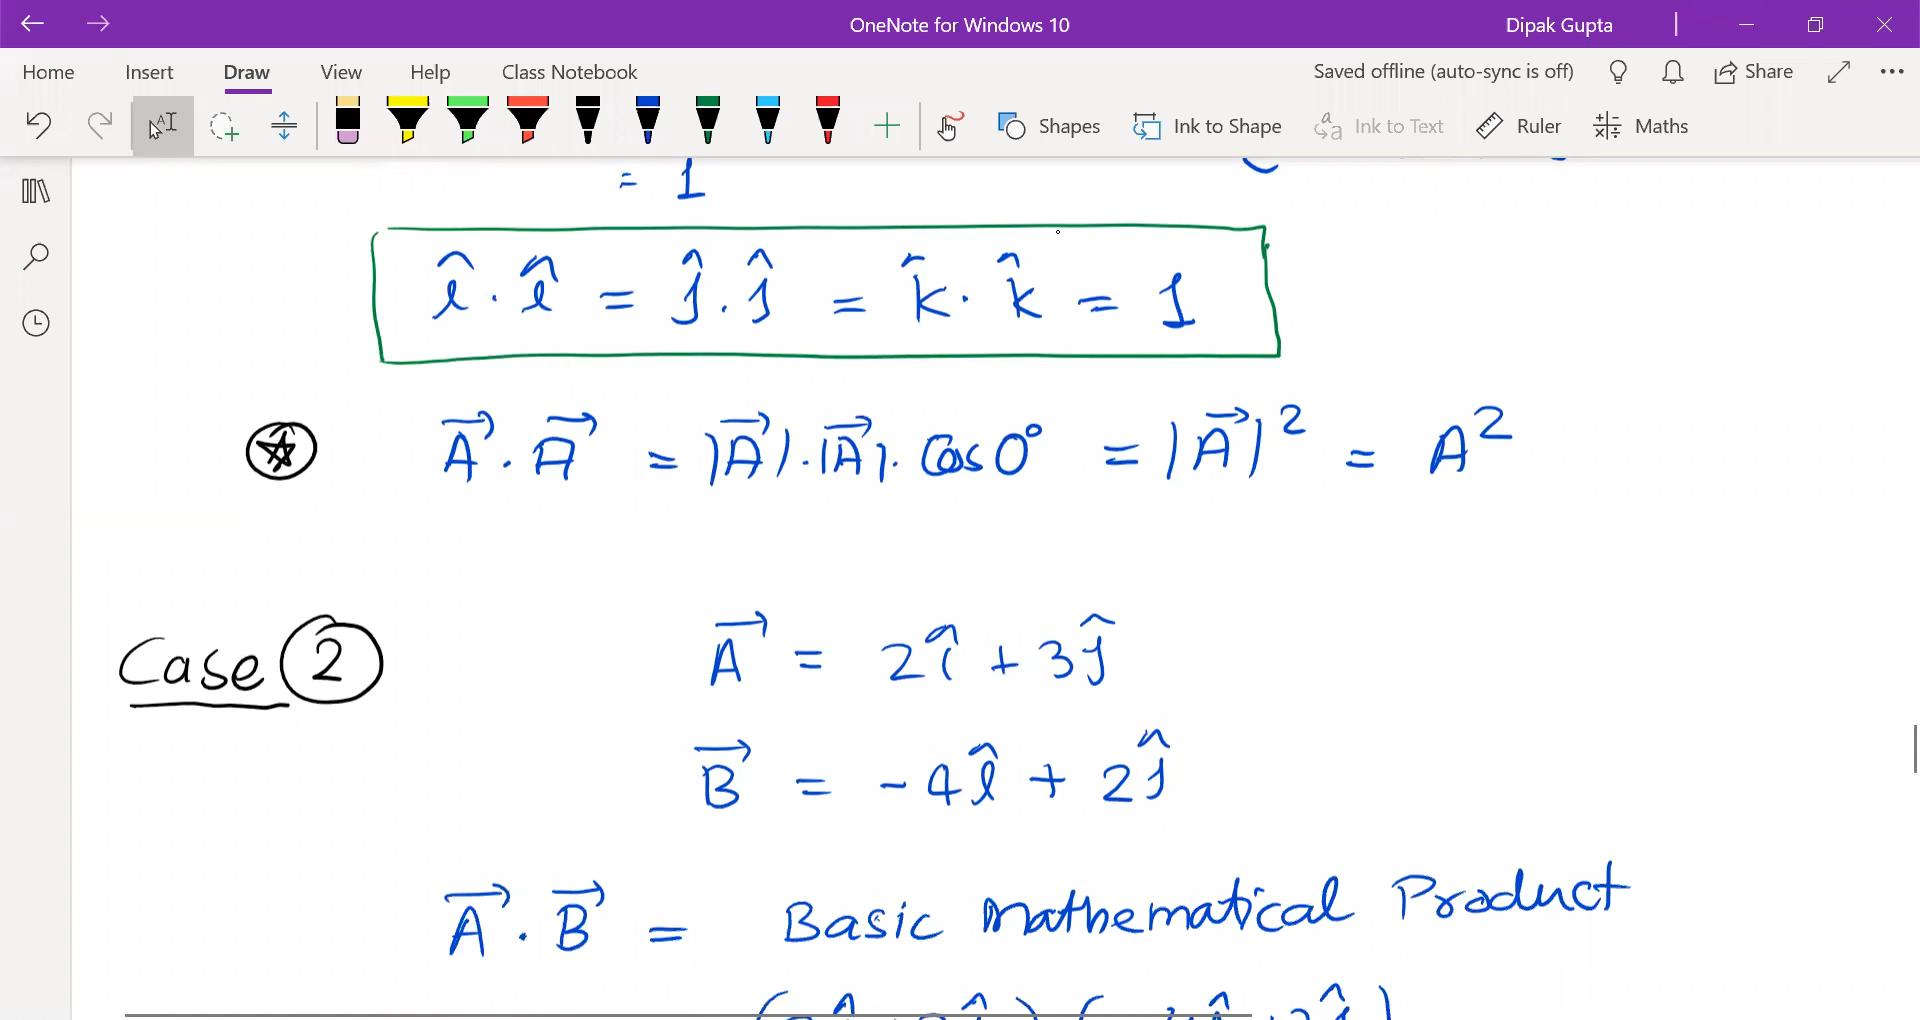 OneNote for Windows 10
Dipak Gupta
Home Insert Draw View Help Class Notebook
Saved offline (auto-sync is off) Share
Shapes Ink to Shape Ink to Text Ruler Maths
= 1
î · î = ĵ · ĵ = k̂ · k̂ = 1
A⃗ · A⃗ = |A⃗| · |A⃗| · Cos 0° = |A⃗|² = A²
Case 2
A⃗ = 2î + 3ĵ
B⃗ = - 4î + 2ĵ
A⃗ · B⃗ = Basic Mathematical Product